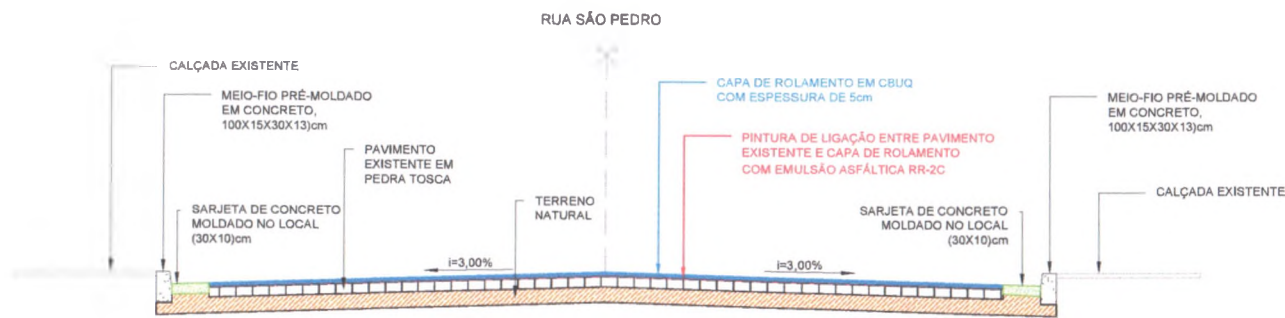 RUA SÃO PEDRO
CALÇADA EXISTENTE
MEIO-FIO PRÉ-MOLDADO
EM CONCRETO,
100X15X30X13)cm
PAVIMENTO
EXISTENTE EM
PEDRA TOSCA
SARJETA DE CONCRETO
MOLDADO NO LOCAL
(30X10)cm
TERRENO
NATURAL
CAPA DE ROLAMENTO EM CBUQ
COM ESPESSURA DE 5cm
PINTURA DE LIGAÇÃO ENTRE PAVIMENTO
EXISTENTE E CAPA DE ROLAMENTO
COM EMULSÃO ASFÁLTICA RR-2C
MEIO-FIO PRÉ-MOLDADO
EM CONCRETO,
100X15X30X13)cm
CALÇADA EXISTENTE
SARJETA DE CONCRETO
MOLDADO NO LOCAL
(30X10)cm
i=3,00%
i=3,00%